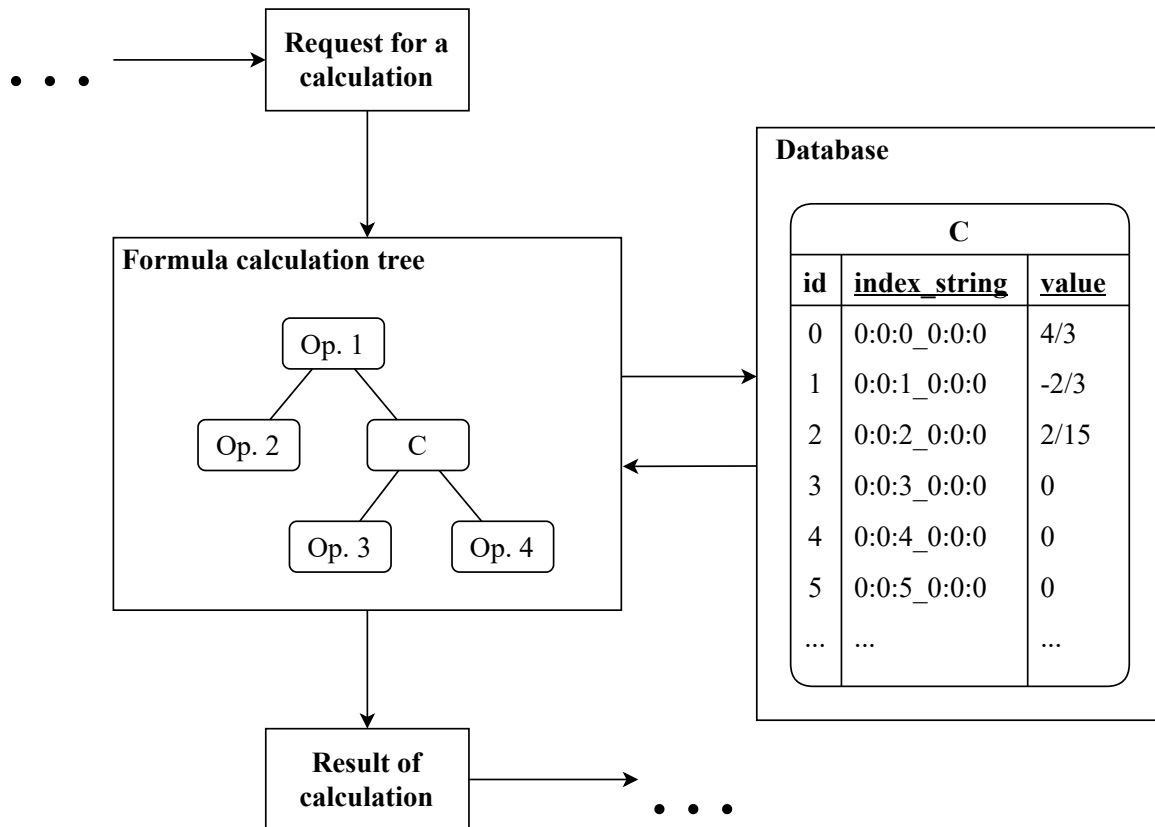 Request for a
calculation
. . .
Database
C
Formula calculation tree
id index_string value
0 0:0:0_0:0:0 4/3
Op. 1
1 0:0:1_0:0:0 -2/3
Op. 2 C
2 0:0:2_0:0:0 2/15
3 0:0:3_0:0:0 0
Op. 3 Op. 4
4 0:0:4_0:0:0 0
5 0:0:5_0:0:0 0
... ... ...
Result of
calculation
. . .